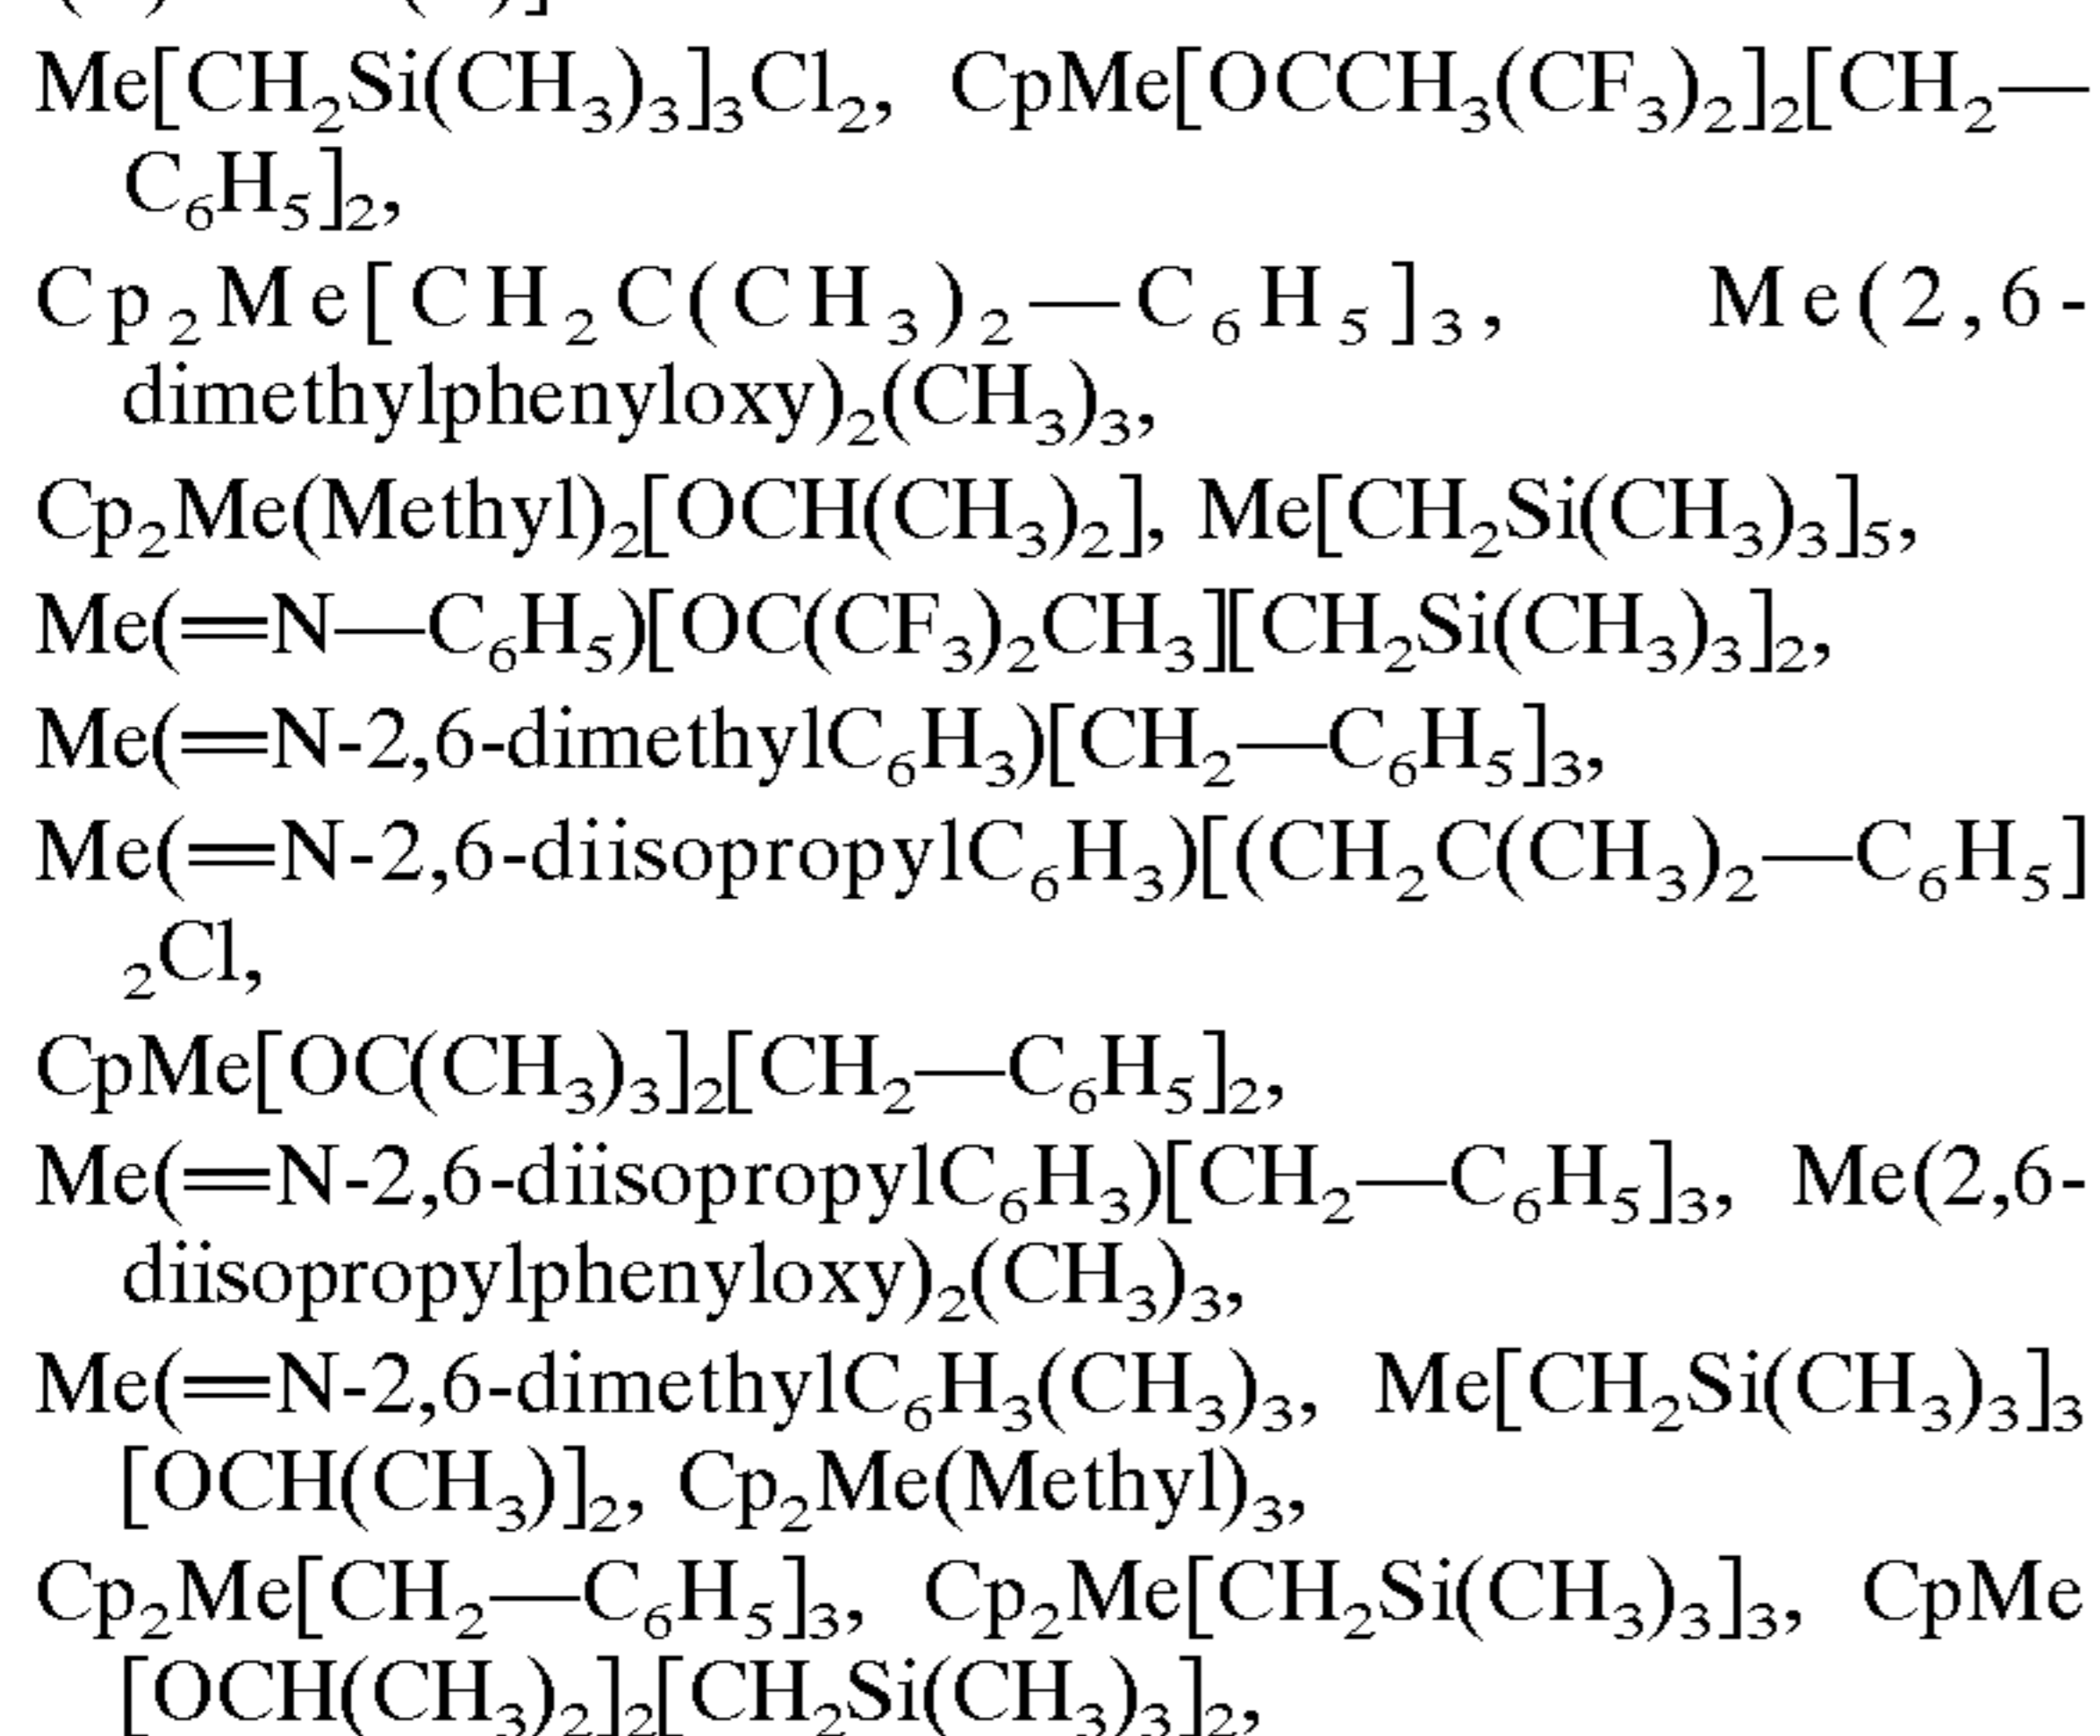 Me[CH₂Si(CH₃)₃]₃Cl₂, CpMe[OCCH₃(CF₃)₂]₂[CH₂—
C₆H₅]₂,
Cp₂Me[CH₂C(CH₃)₂—C₆H₅]₃, Me(2,6-
dimethylphenyloxy)₂(CH₃)₃,
Cp₂Me(Methyl)₂[OCH(CH₃)₂], Me[CH₂Si(CH₃)₃]₅,
Me(=N—C₆H₅)[OC(CF₃)₂CH₃][CH₂Si(CH₃)₃]₂,
Me(=N-2,6-dimethylC₆H₃)[CH₂—C₆H₅]₃,
Me(=N-2,6-diisopropylC₆H₃)[(CH₂C(CH₃)₂—C₆H₅]
₂Cl,
CpMe[OC(CH₃)₃]₂[CH₂—C₆H₅]₂,
Me(=N-2,6-diisopropylC₆H₃)[CH₂—C₆H₅]₃, Me(2,6-
diisopropylphenyloxy)₂(CH₃)₃,
Me(=N-2,6-dimethylC₆H₃(CH₃)₃, Me[CH₂Si(CH₃)₃]₃
[OCH(CH₃)]₂, Cp₂Me(Methyl)₃,
Cp₂Me[CH₂—C₆H₅]₃, Cp₂Me[CH₂Si(CH₃)₃]₃, CpMe
[OCH(CH₃)₂]₂[CH₂Si(CH₃)₃]₂,